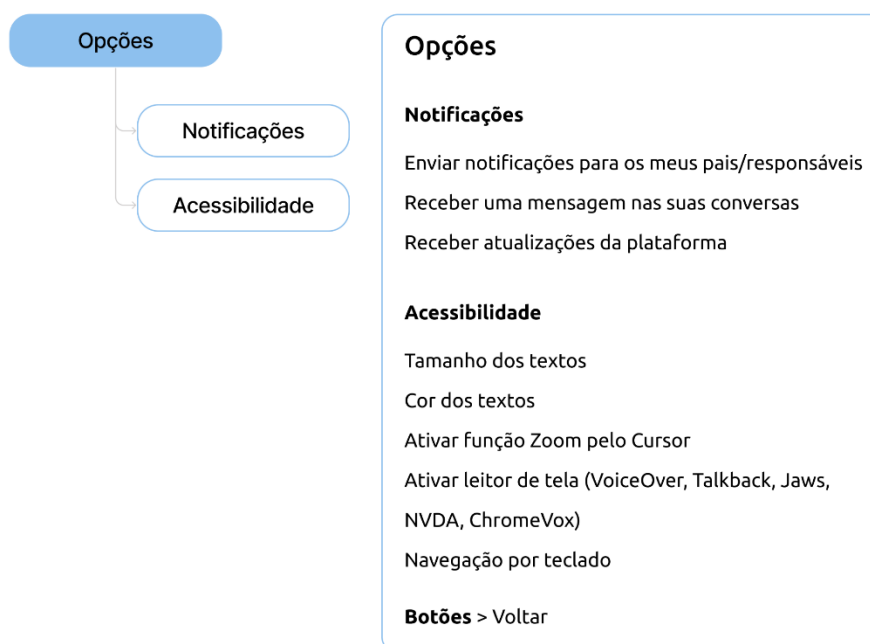 Opções
Notificações
Acessibilidade
Opções
Notificações
Enviar notificações para os meus pais/responsáveis
Receber uma mensagem nas suas conversas
Receber atualizações da plataforma
Acessibilidade
Tamanho dos textos
Cor dos textos
Ativar função Zoom pelo Cursor
Ativar leitor de tela (VoiceOver, Talkback, Jaws,
NVDA, ChromeVox)
Navegação por teclado
Botões > Voltar